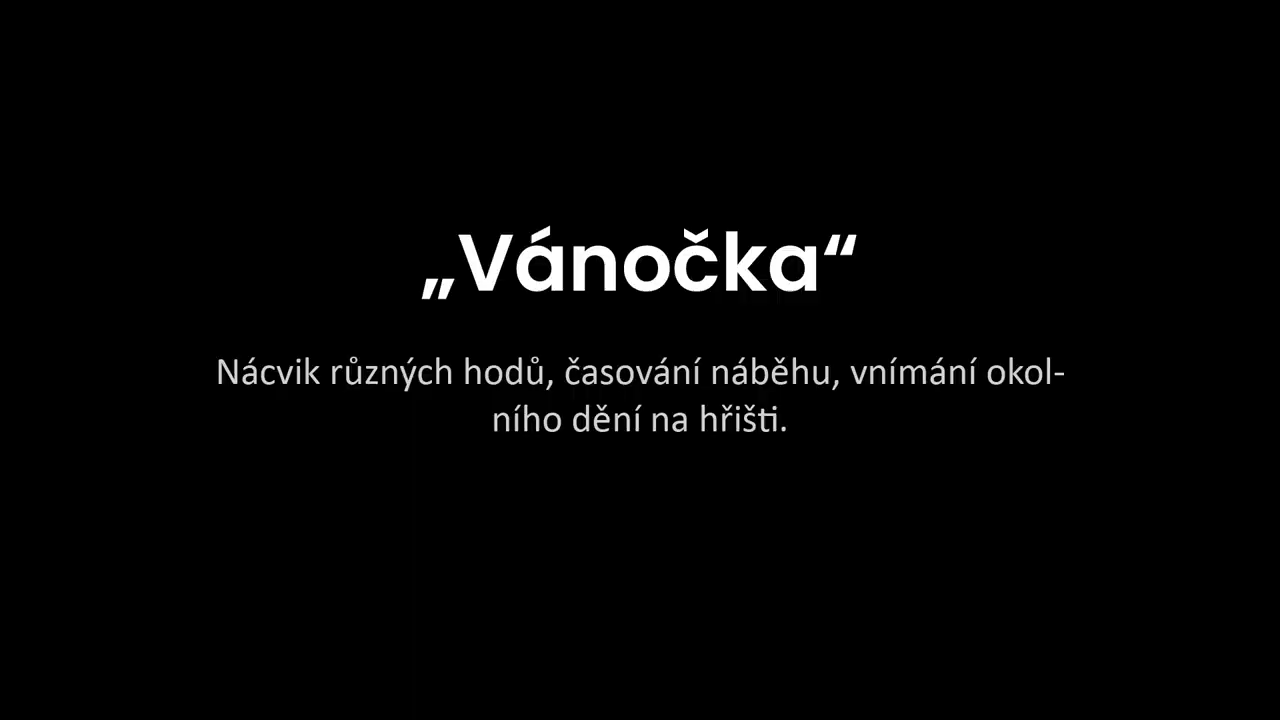 „Vánočka“
Nácvik různých hodů, časování náběhu, vnímání okol-
ního dění na hřišti.